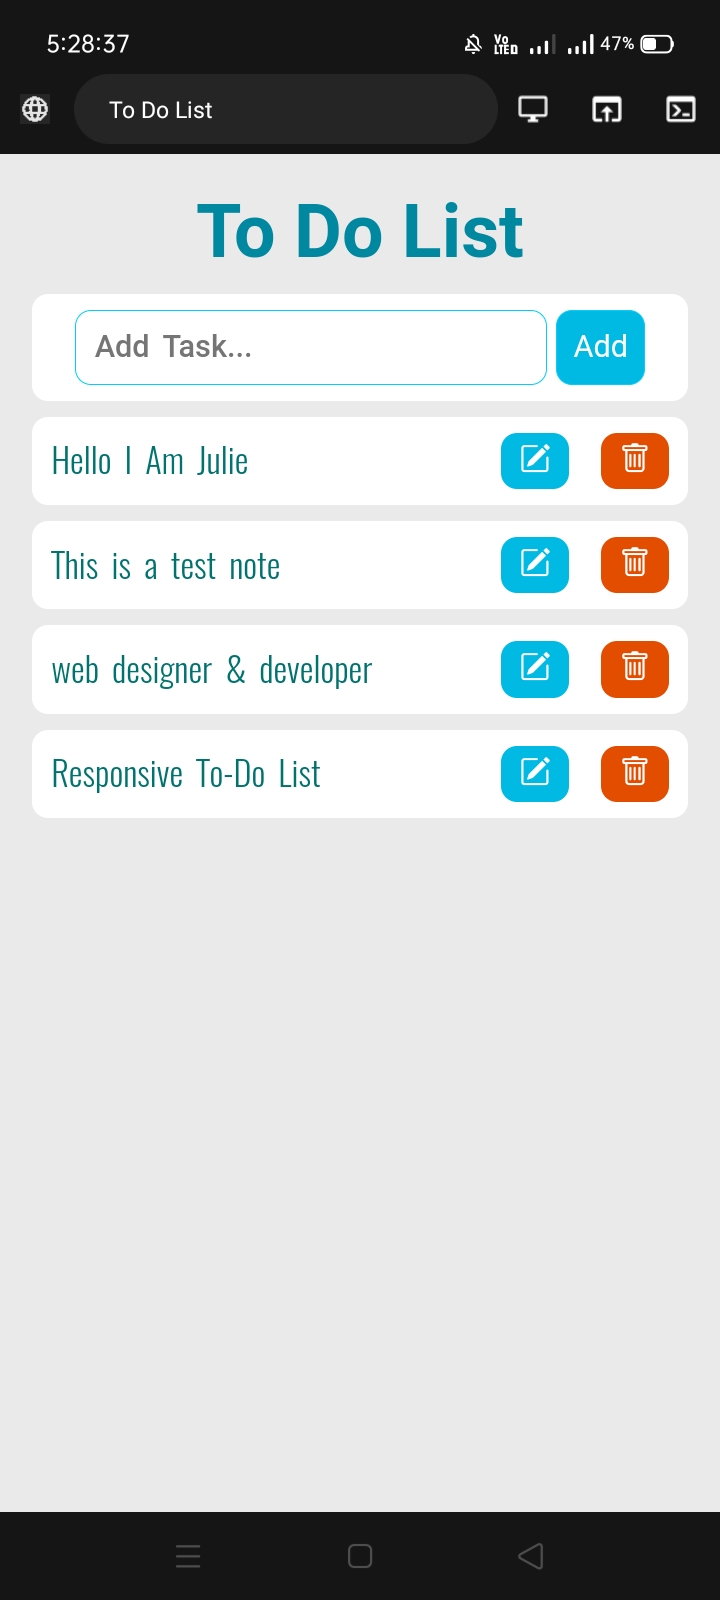 5:28:37
Vo LTE D 47%
To Do List
To Do List
Add Task...
Add
Hello I Am Julie
This is a test note
web designer & developer
Responsive To-Do List